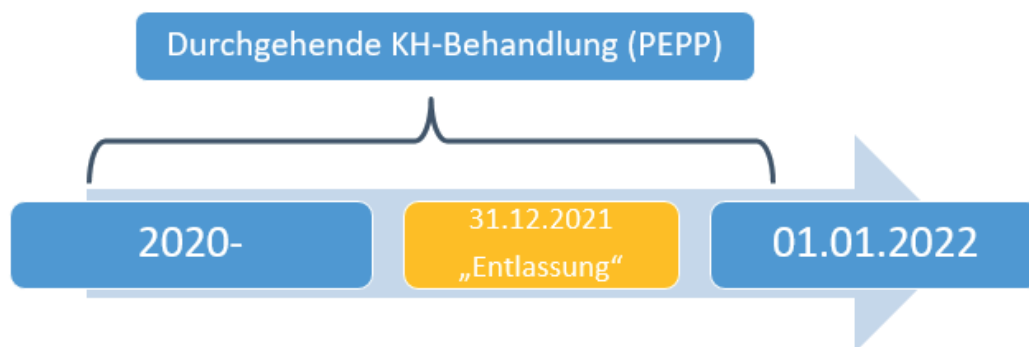 Durchgehende KH-Behandlung (PEPP)
2020-
31.12.2021
„Entlassung“
01.01.2022